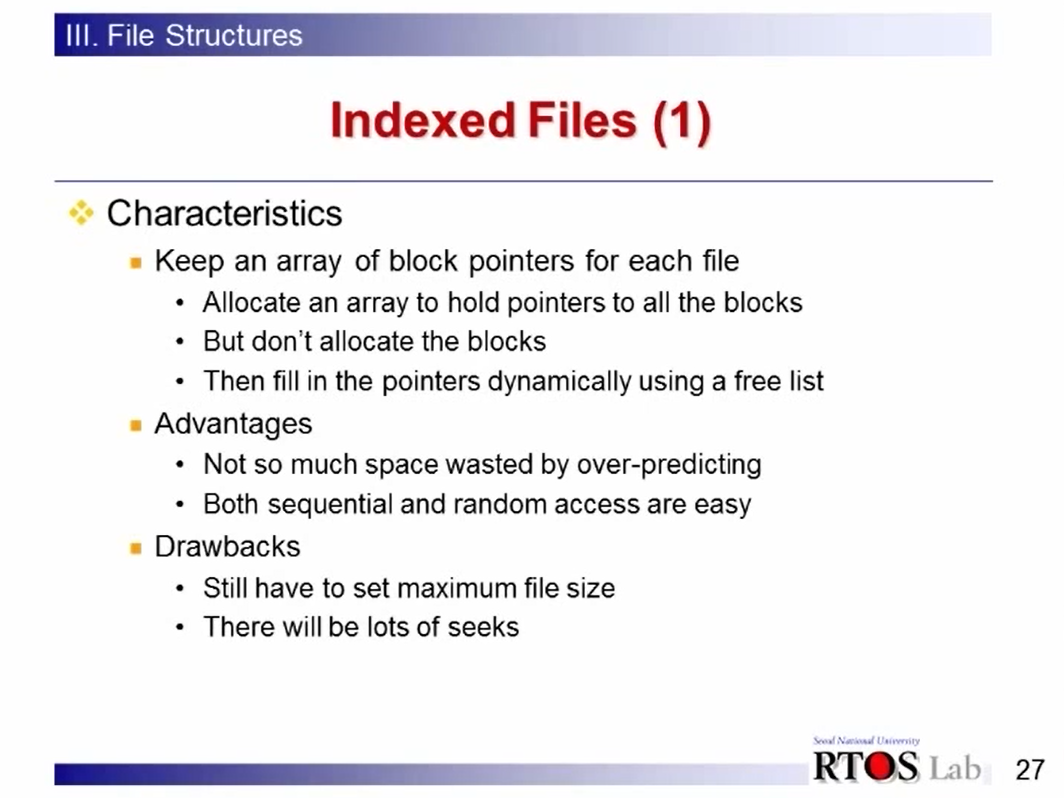 III. File Structures
Indexed Files (1)
Characteristics
Keep an array of block pointers for each file
Allocate an array to hold pointers to all the blocks
But don't allocate the blocks
Then fill in the pointers dynamically using a free list
Advantages
Not so much space wasted by over-predicting
Both sequential and random access are easy
Drawbacks
Still have to set maximum file size
There will be lots of seeks
Seoul National University
RTOS Lab
27